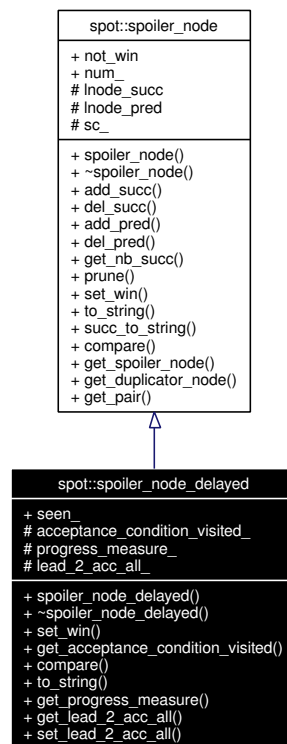 spot::spoiler_node
+ not_win
+ num_
# lnode_succ
# lnode_pred
# sc_
+ spoiler_node()
+ ~spoiler_node()
+ add_succ()
+ del_succ()
+ add_pred()
+ del_pred()
+ get_nb_succ()
+ prune()
+ set_win()
+ to_string()
+ succ_to_string()
+ compare()
+ get_spoiler_node()
+ get_duplicator_node()
+ get_pair()
spot::spoiler_node_delayed
+ seen_
# acceptance_condition_visited_
# progress_measure_
# lead_2_acc_all_
+ spoiler_node_delayed()
+ ~spoiler_node_delayed()
+ set_win()
+ get_acceptance_condition_visited()
+ compare()
+ to_string()
+ get_progress_measure()
+ get_lead_2_acc_all()
+ set_lead_2_acc_all()